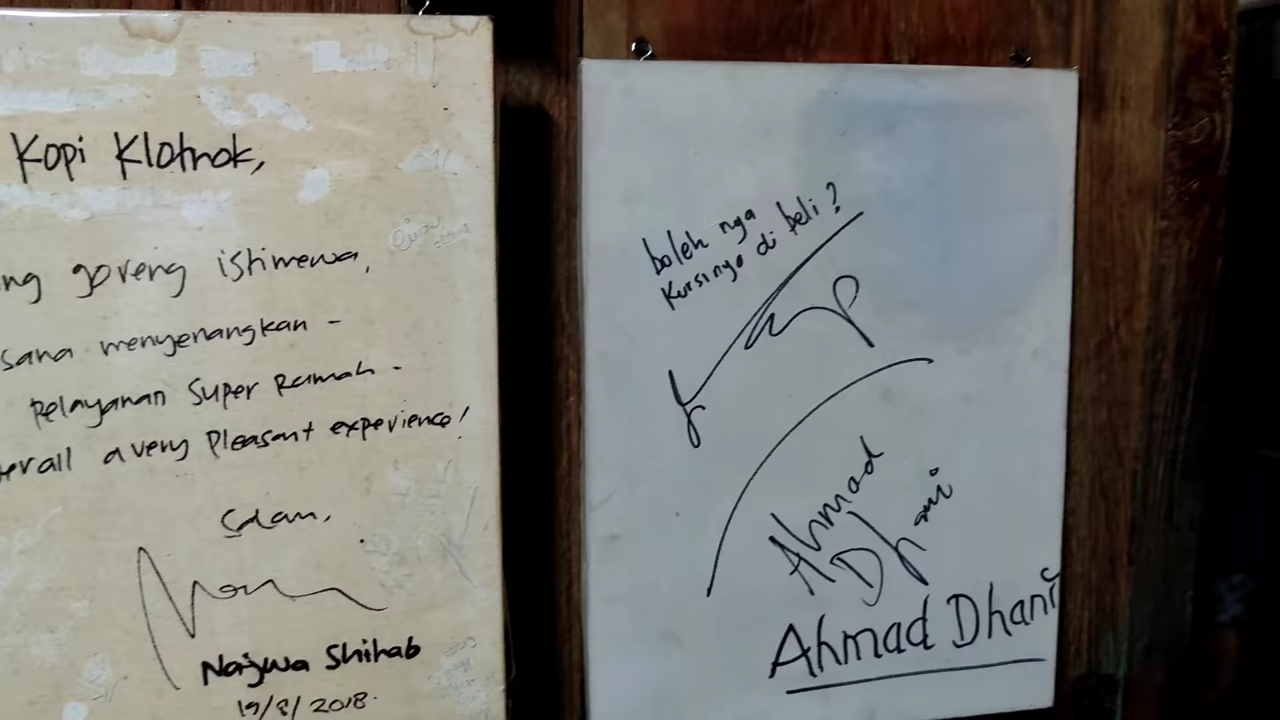 Kopi Klotnok,
ng goreng istimewa,
sana menyenangkan -
pelayanan super ramah -
erall a very pleasant experience!
Salam,
Najwa Shihab
19/8/2018.
boleh nga
kursinya di beli?
Ahmad
Dhani
Ahmad Dhani